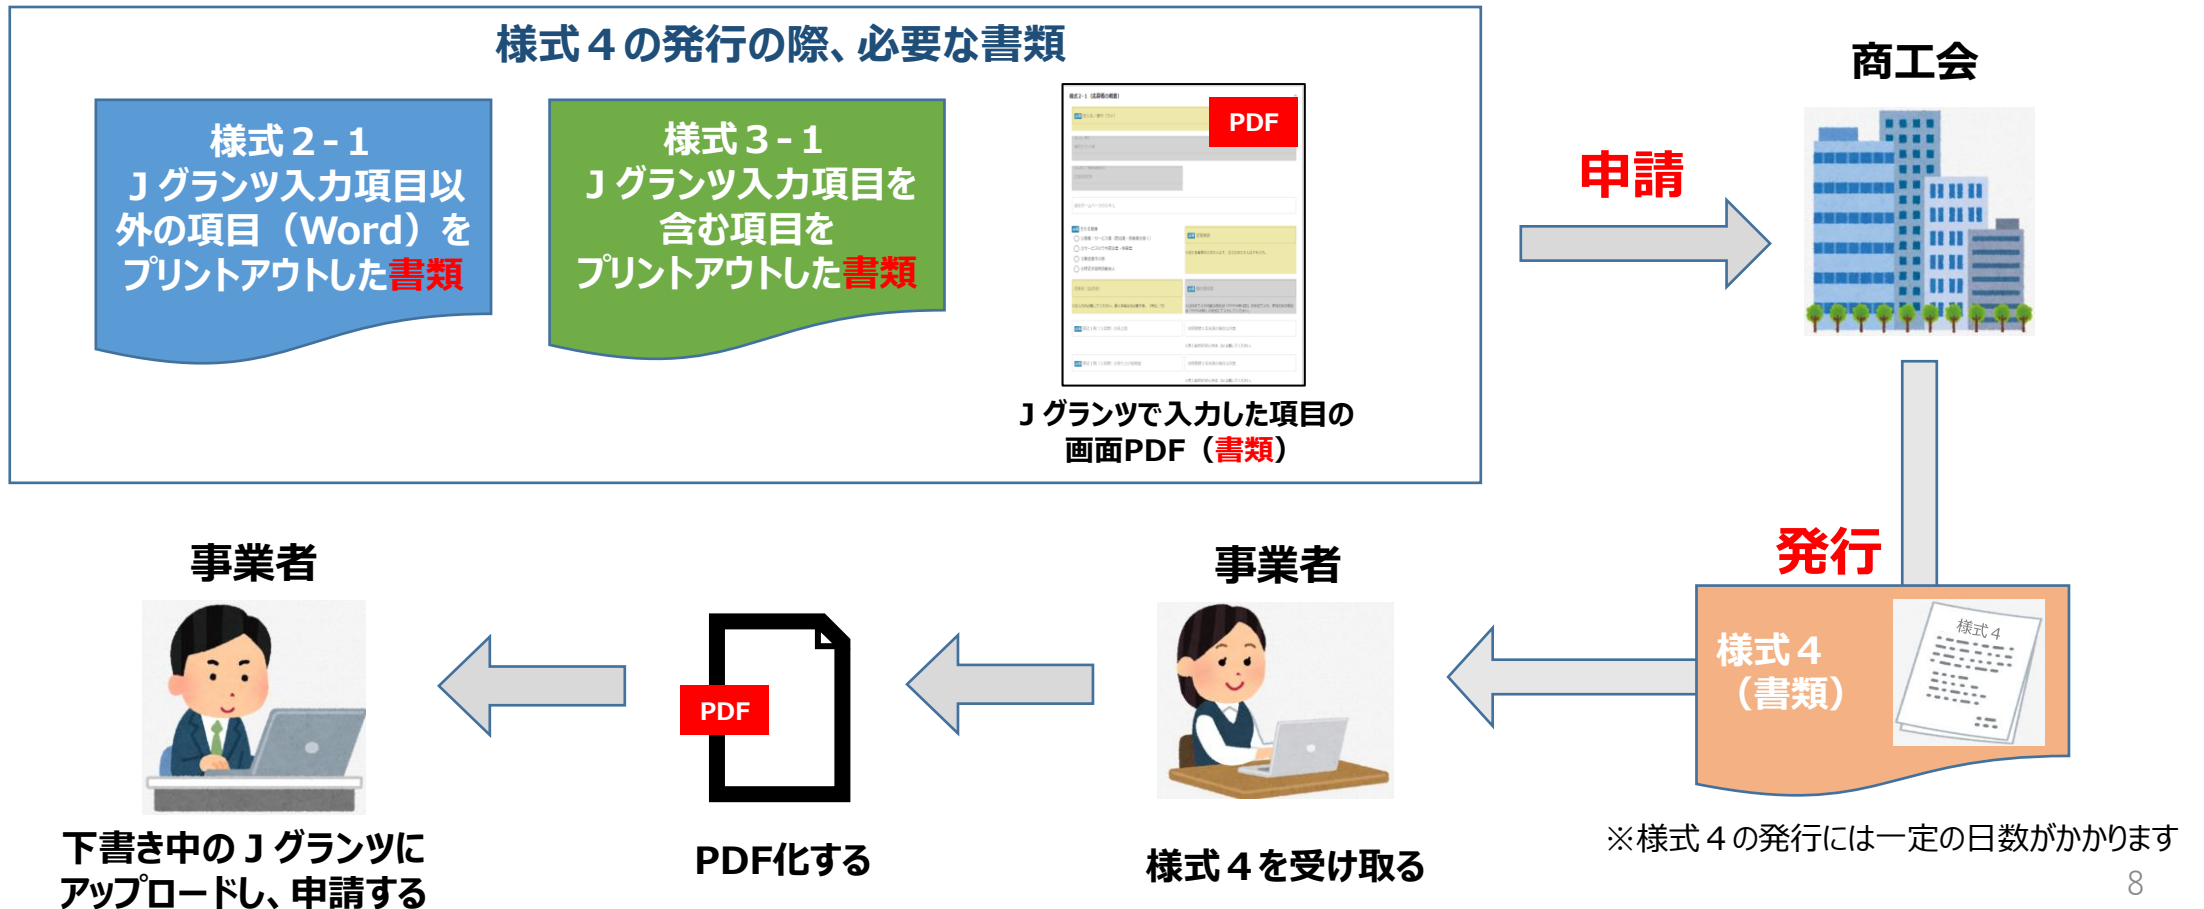 様式４の発行の際、必要な書類
様式２-１
Ｊグランツ入力項目以
外の項目（Word）を
プリントアウトした書類
様式３-１
Ｊグランツ入力項目を
含む項目を
プリントアウトした書類
PDF
Ｊグランツで入力した項目の
画面PDF（書類）
申請
商工会
発行
様式４
（書類）
様式４
※様式４の発行には一定の日数がかかります
事業者
様式４を受け取る
PDF
PDF化する
事業者
下書き中のＪグランツに
アップロードし、申請する
8